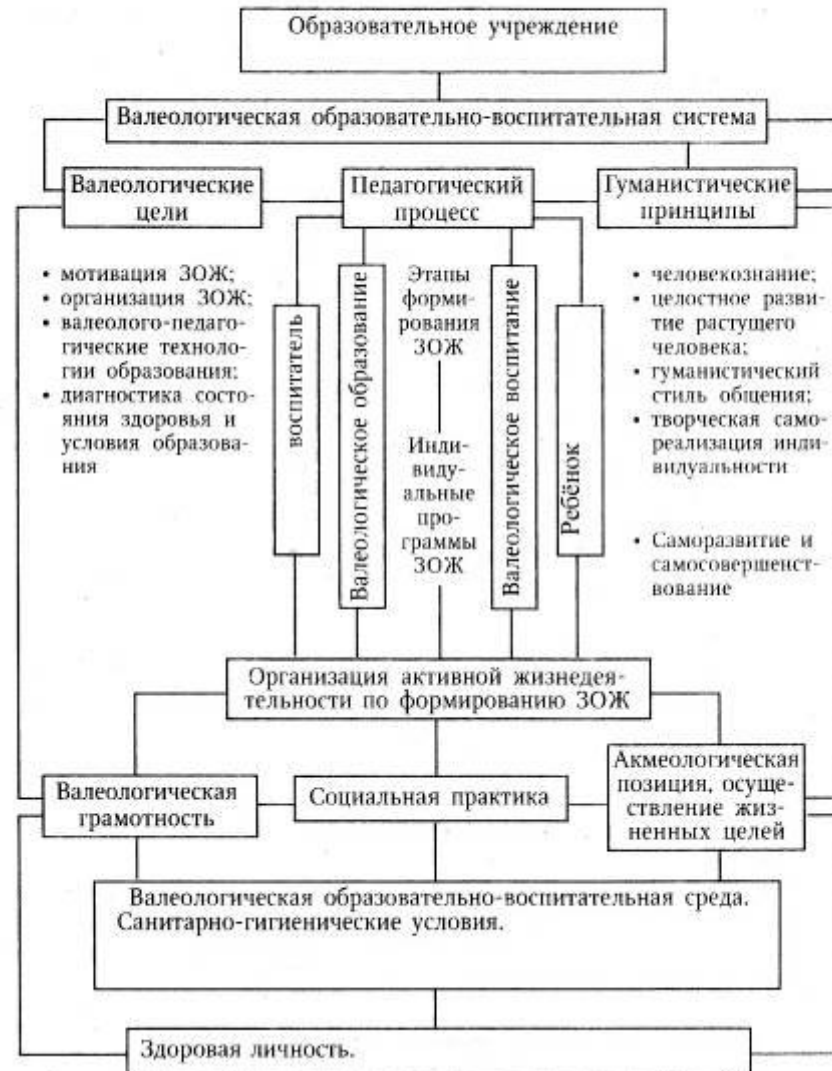 Образовательное учреждение
Валеологическая образовательно-воспитательная система
Валеологические
цели
Педагогический
процесс
Гуманистические
принципы
• мотивация ЗОЖ;
• организация ЗОЖ;
• валеолого-педаго-
гические техноло-
гии образования;
• диагностика состо-
яния здоровья и
условия образова-
ния
воспитатель
Валеологическое образование
Этапы
форми-
рования
ЗОЖ
Инди-
виду-
альные
про-
граммы
ЗОЖ
Валеологическое воспитание
Ребёнок
• человекознание;
• целостное разви-
тие растущего
человека;
• гуманистический
стиль общения;
• творческая само-
реализация инди-
видуальности
• Саморазвитие и
самосовершенст-
вование
Организация активной жизнедея-
тельности по формированию ЗОЖ
Валеологическая
грамотность
Социальная практика
Акмеологическая
позиция, осуще-
ствление жиз-
ненных целей
Валеологическая образовательно-воспитательная среда.
Санитарно-гигиенические условия.
Здоровая личность.